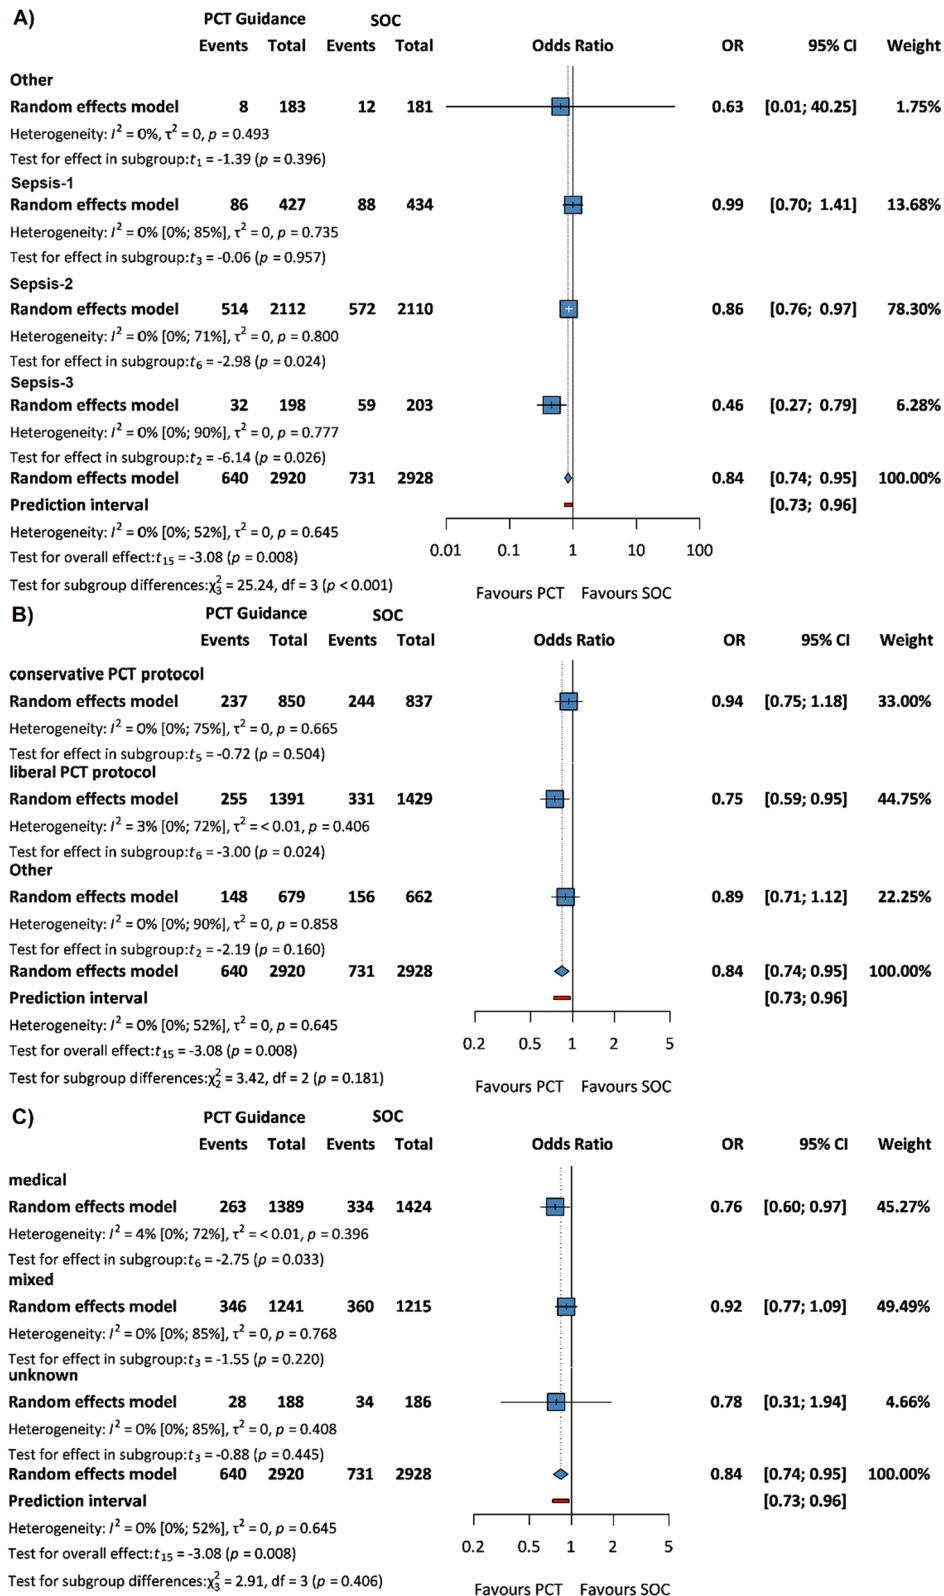 A)
PCT Guidance SOC
Events Total Events Total Odds Ratio OR 95% CI Weight
Other
Random effects model 8 183 12 181 0.63 [0.01; 40.25] 1.75%
Heterogeneity: I² = 0%, τ² = 0, p = 0.493
Test for effect in subgroup:t₁ = -1.39 (p = 0.396)
Sepsis-1
Random effects model 86 427 88 434 0.99 [0.70; 1.41] 13.68%
Heterogeneity: I² = 0% [0%; 85%], τ² = 0, p = 0.735
Test for effect in subgroup:t₃ = -0.06 (p = 0.957)
Sepsis-2
Random effects model 514 2112 572 2110 0.86 [0.76; 0.97] 78.30%
Heterogeneity: I² = 0% [0%; 71%], τ² = 0, p = 0.800
Test for effect in subgroup:t₆ = -2.98 (p = 0.024)
Sepsis-3
Random effects model 32 198 59 203 0.46 [0.27; 0.79] 6.28%
Heterogeneity: I² = 0% [0%; 90%], τ² = 0, p = 0.777
Test for effect in subgroup:t₂ = -6.14 (p = 0.026)
Random effects model 640 2920 731 2928 0.84 [0.74; 0.95] 100.00%
Prediction interval [0.73; 0.96]
Heterogeneity: I² = 0% [0%; 52%], τ² = 0, p = 0.645
Test for overall effect:t₁₅ = -3.08 (p = 0.008) 0.01 0.1 1 10 100
Test for subgroup differences:χ²₃ = 25.24, df = 3 (p < 0.001) Favours PCT Favours SOC
B)
PCT Guidance SOC
Events Total Events Total Odds Ratio OR 95% CI Weight
conservative PCT protocol
Random effects model 237 850 244 837 0.94 [0.75; 1.18] 33.00%
Heterogeneity: I² = 0% [0%; 75%], τ² = 0, p = 0.665
Test for effect in subgroup:t₅ = -0.72 (p = 0.504)
liberal PCT protocol
Random effects model 255 1391 331 1429 0.75 [0.59; 0.95] 44.75%
Heterogeneity: I² = 3% [0%; 72%], τ² = < 0.01, p = 0.406
Test for effect in subgroup:t₆ = -3.00 (p = 0.024)
Other
Random effects model 148 679 156 662 0.89 [0.71; 1.12] 22.25%
Heterogeneity: I² = 0% [0%; 90%], τ² = 0, p = 0.858
Test for effect in subgroup:t₂ = -2.19 (p = 0.160)
Random effects model 640 2920 731 2928 0.84 [0.74; 0.95] 100.00%
Prediction interval [0.73; 0.96]
Heterogeneity: I² = 0% [0%; 52%], τ² = 0, p = 0.645
Test for overall effect:t₁₅ = -3.08 (p = 0.008) 0.2 0.5 1 2 5
Test for subgroup differences:χ²₂ = 3.42, df = 2 (p = 0.181) Favours PCT Favours SOC
C)
PCT Guidance SOC
Events Total Events Total Odds Ratio OR 95% CI Weight
medical
Random effects model 263 1389 334 1424 0.76 [0.60; 0.97] 45.27%
Heterogeneity: I² = 4% [0%; 72%], τ² = < 0.01, p = 0.396
Test for effect in subgroup:t₆ = -2.75 (p = 0.033)
mixed
Random effects model 346 1241 360 1215 0.92 [0.77; 1.09] 49.49%
Heterogeneity: I² = 0% [0%; 85%], τ² = 0, p = 0.768
Test for effect in subgroup:t₃ = -1.55 (p = 0.220)
unknown
Random effects model 28 188 34 186 0.78 [0.31; 1.94] 4.66%
Heterogeneity: I² = 0% [0%; 85%], τ² = 0, p = 0.408
Test for effect in subgroup:t₃ = -0.88 (p = 0.445)
Random effects model 640 2920 731 2928 0.84 [0.74; 0.95] 100.00%
Prediction interval [0.73; 0.96]
Heterogeneity: I² = 0% [0%; 52%], τ² = 0, p = 0.645
Test for overall effect:t₁₅ = -3.08 (p = 0.008) 0.2 0.5 1 2 5
Test for subgroup differences:χ²₃ = 2.91, df = 3 (p = 0.406) Favours PCT Favours SOC